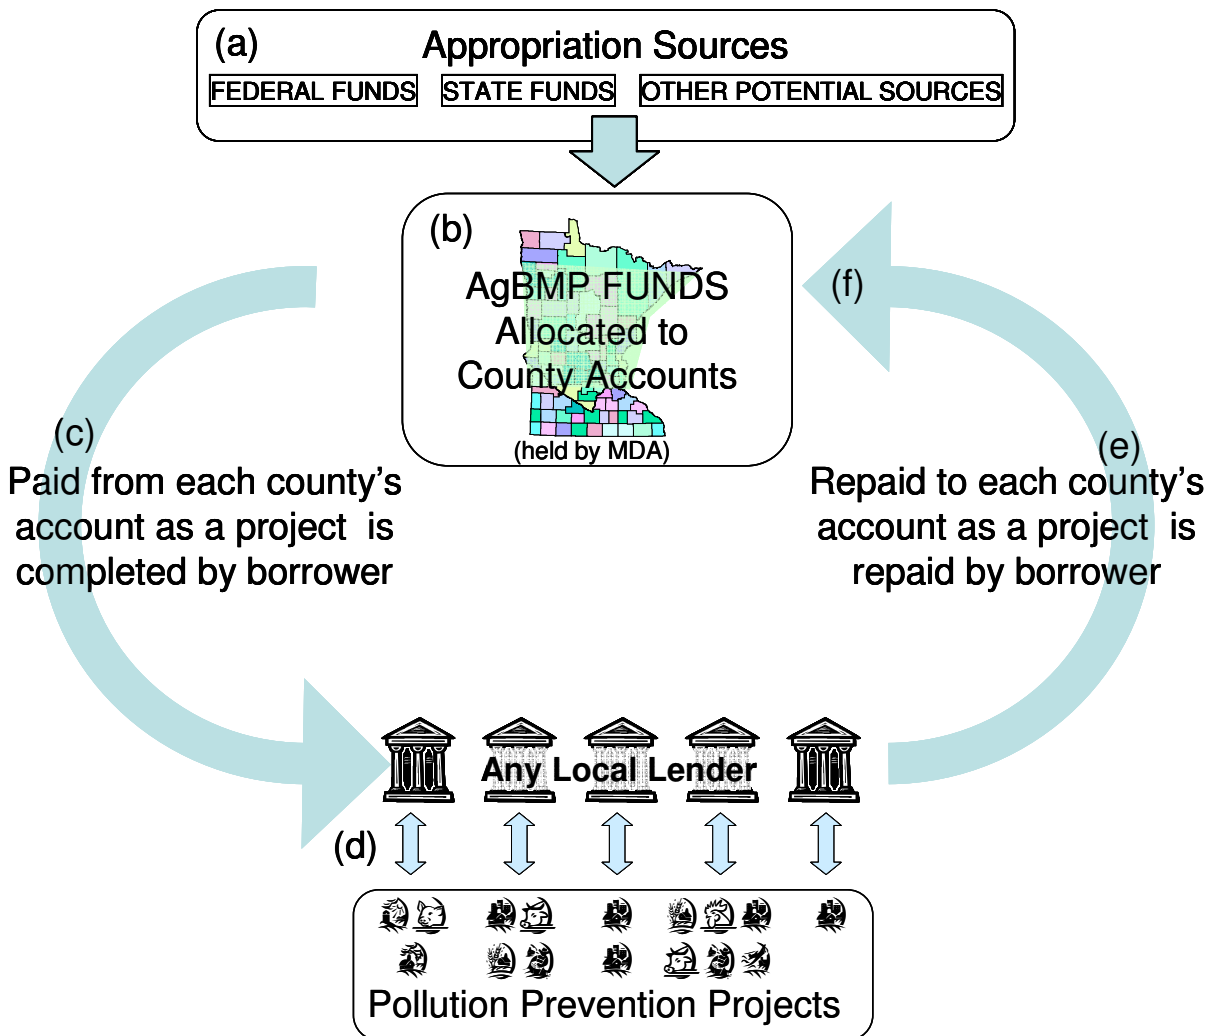 (a)
Appropriation Sources
FEDERAL FUNDS STATE FUNDS OTHER POTENTIAL SOURCES
(b)
AgBMP FUNDS
Allocated to
County Accounts
(held by MDA)
(c)
Paid from each county's
account as a project is
completed by borrower
(f)
(e)
Repaid to each county's
account as a project is
repaid by borrower
Any Local Lender
(d)
Pollution Prevention Projects